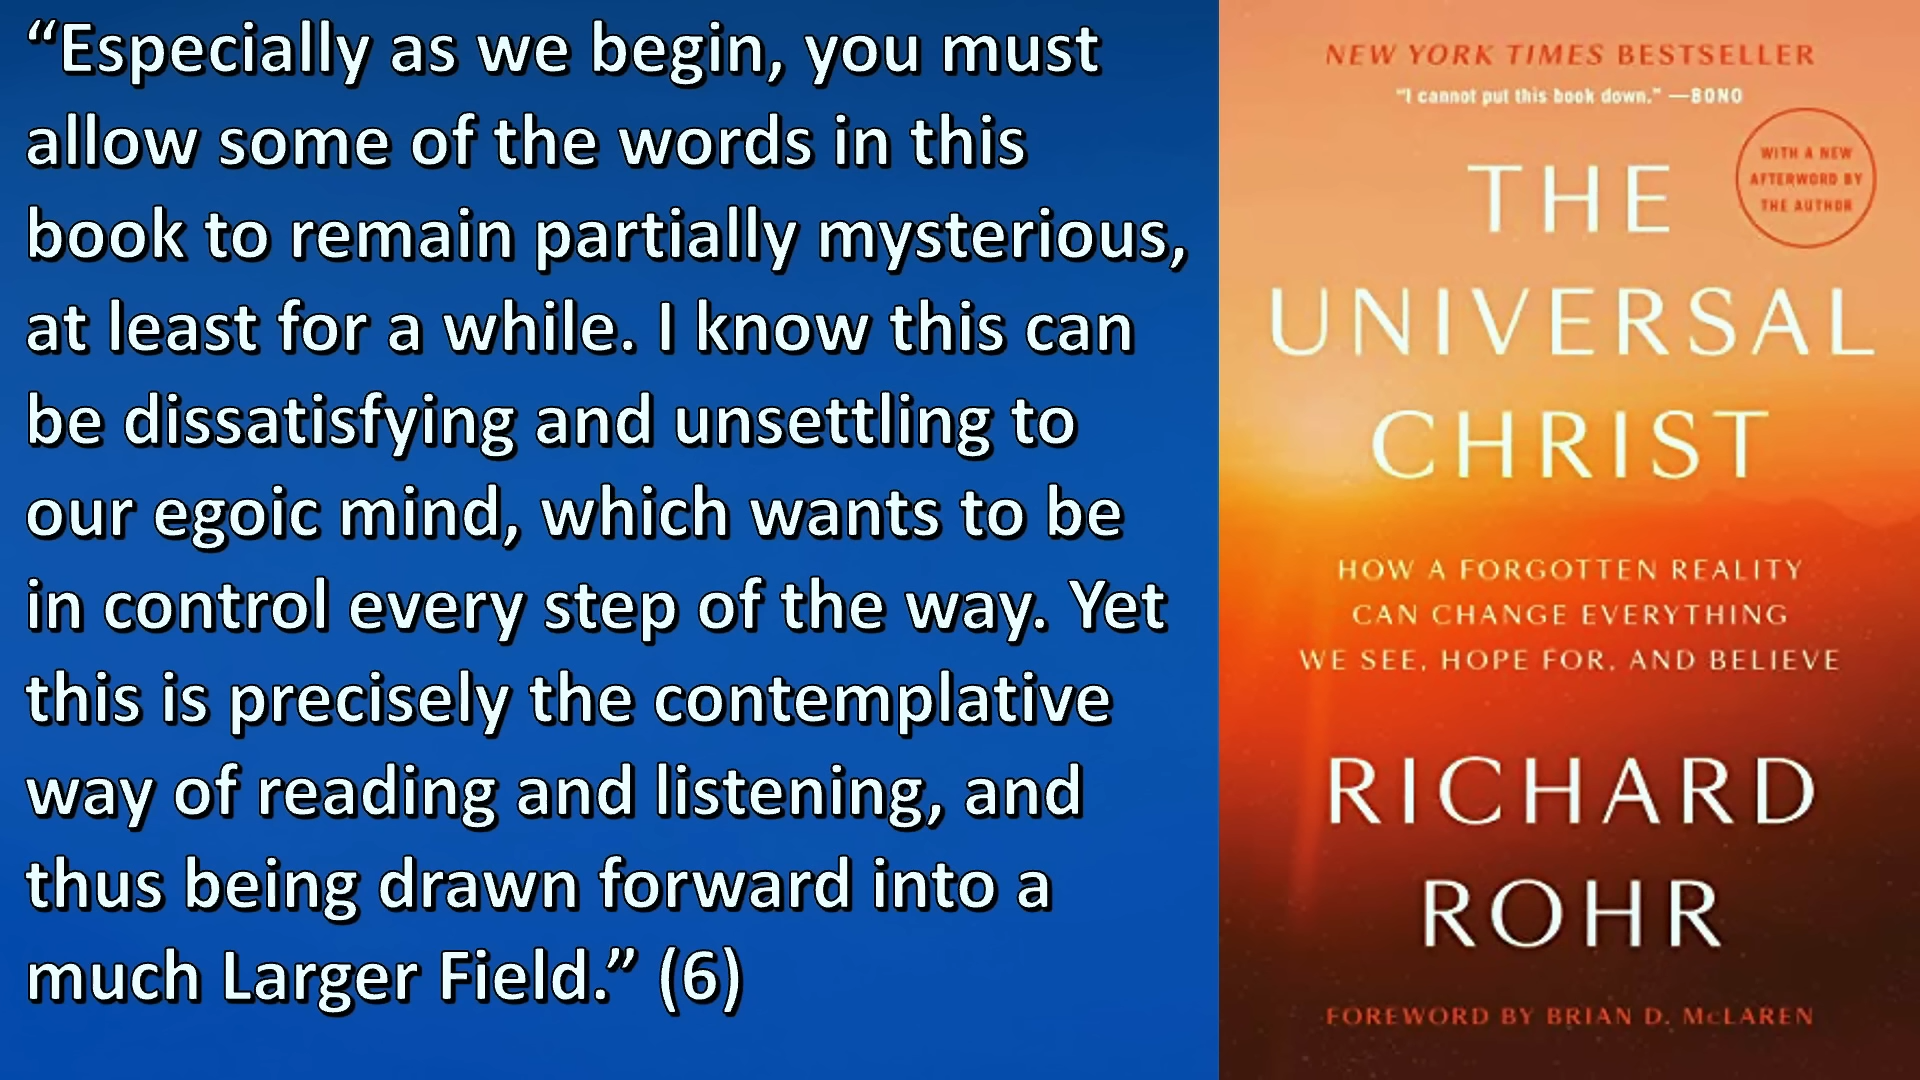 “Especially as we begin, you must
allow some of the words in this
book to remain partially mysterious,
at least for a while. I know this can
be dissatisfying and unsettling to
our egoic mind, which wants to be
in control every step of the way. Yet
this is precisely the contemplative
way of reading and listening, and
thus being drawn forward into a
much Larger Field.” (6)
NEW YORK TIMES BESTSELLER
"I cannot put this book down." —BONO
WITH A NEW
AFTERWORD BY
THE AUTHOR
THE
UNIVERSAL
CHRIST
HOW A FORGOTTEN REALITY
CAN CHANGE EVERYTHING
WE SEE, HOPE FOR, AND BELIEVE
RICHARD
ROHR
FOREWORD BY BRIAN D. McLAREN